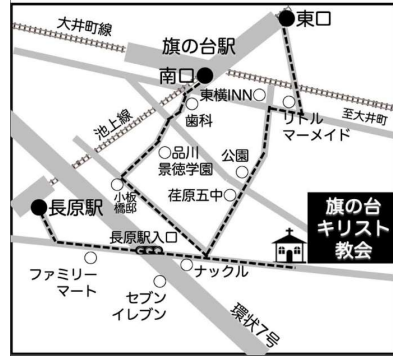 大井町線
旗の台駅
東口
南口
東横INN
歯科
リトル
マーメイド
至大井町
池上線
品川
景徳学園
公園
小板
橋邸
荏原五中
長原駅
旗の台
キリスト
教会
長原駅入口
ファミリー
マート
ナックル
セブン
イレブン
環状7号